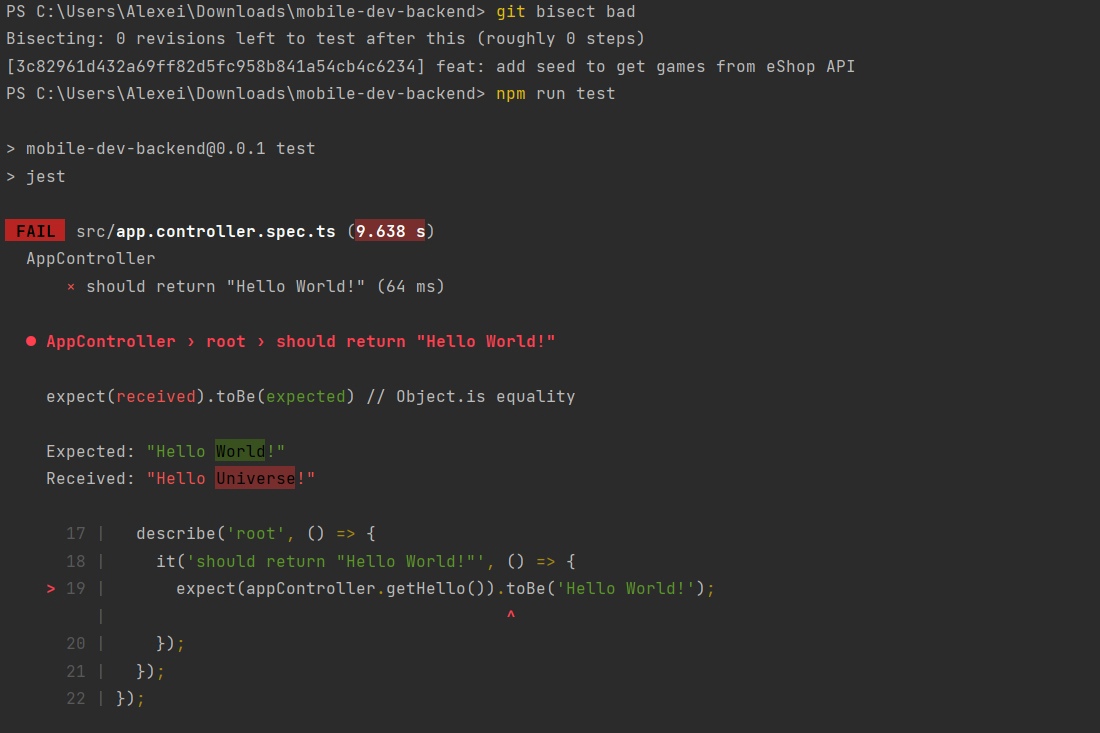 PS C:\Users\Alexei\Downloads\mobile-dev-backend> git bisect bad
Bisecting: 0 revisions left to test after this (roughly 0 steps)
[3c82961d432a69ff82d5fc958b841a54cb4c6234] feat: add seed to get games from eShop API
PS C:\Users\Alexei\Downloads\mobile-dev-backend> npm run test
> mobile-dev-backend@0.0.1 test
> jest
FAIL src/app.controller.spec.ts (9.638 s)
AppController
× should return "Hello World!" (64 ms)
● AppController › root › should return "Hello World!"
expect(received).toBe(expected) // Object.is equality
Expected: "Hello World!"
Received: "Hello Universe!"
17 |   describe('root', () => {
18 |     it('should return "Hello World!"', () => {
> 19 |       expect(appController.getHello()).toBe('Hello World!');
|                                        ^
20 |     });
21 |   });
22 | });